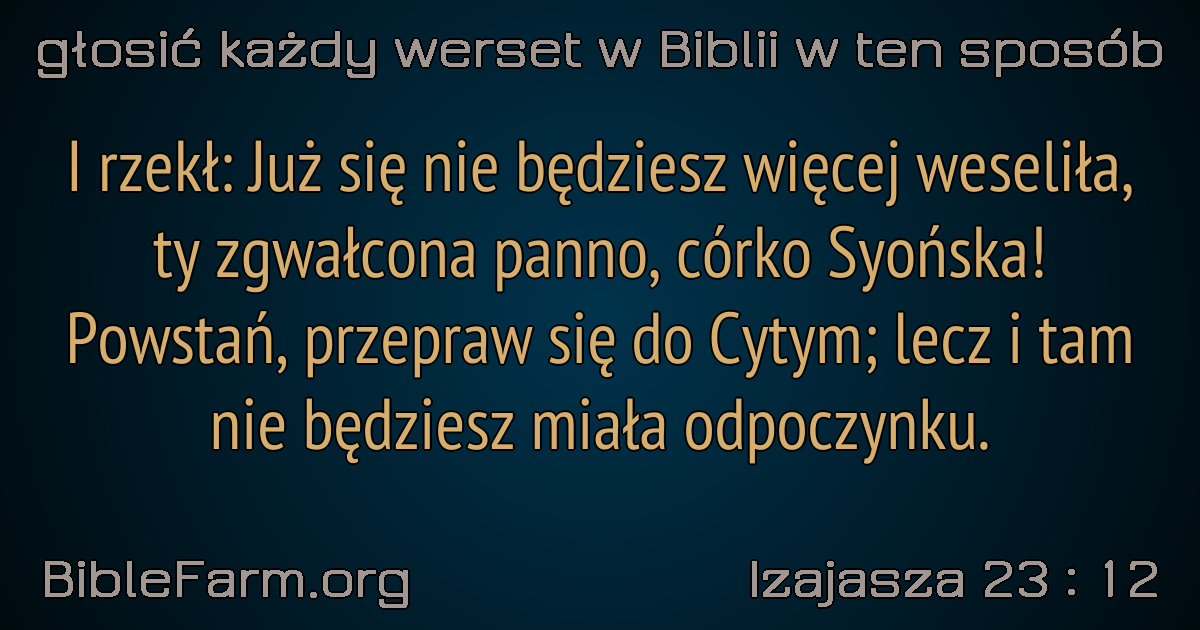 głosić każdy werset w Biblii w ten sposób
I rzekł: Już się nie będziesz więcej weseliła,
ty zgwałcona panno, córko Syońska!
Powstań, przepraw się do Cytym; lecz i tam
nie będziesz miała odpoczynku.
BibleFarm.org
Izajasza 23 : 12